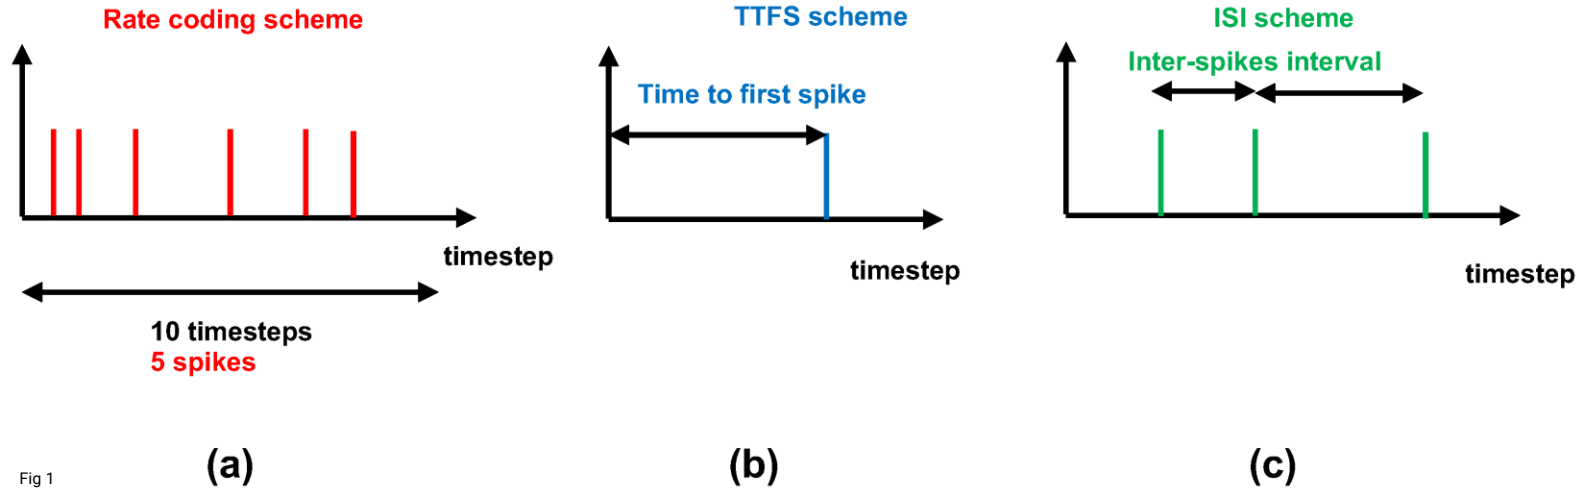 Rate coding scheme
timestep
10 timesteps
5 spikes
(a)
TTFS scheme
Time to first spike
timestep
(b)
ISI scheme
Inter-spikes interval
timestep
(c)
Fig 1